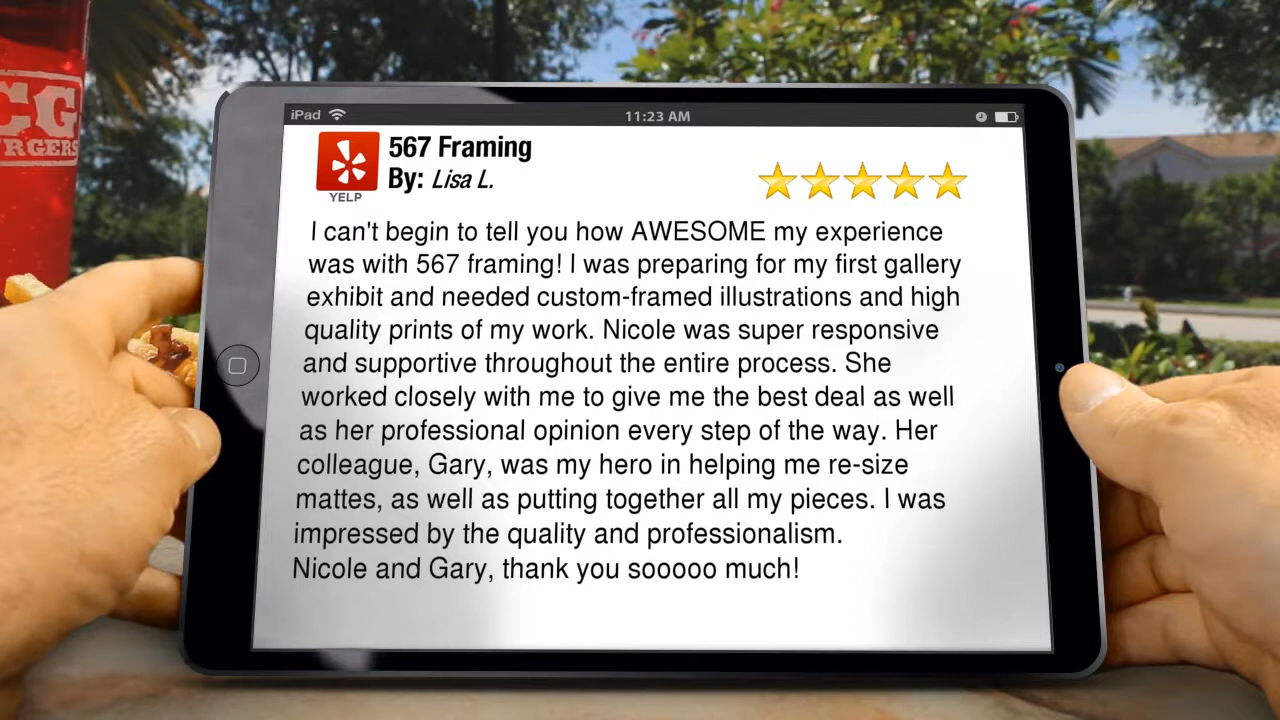 CG
URGERS
iPad
11:23 AM
YELP
567 Framing
By: Lisa L.
I can't begin to tell you how AWESOME my experience
was with 567 framing! I was preparing for my first gallery
exhibit and needed custom-framed illustrations and high
quality prints of my work. Nicole was super responsive
and supportive throughout the entire process. She
worked closely with me to give me the best deal as well
as her professional opinion every step of the way. Her
colleague, Gary, was my hero in helping me re-size
mattes, as well as putting together all my pieces. I was
impressed by the quality and professionalism.
Nicole and Gary, thank you sooooo much!